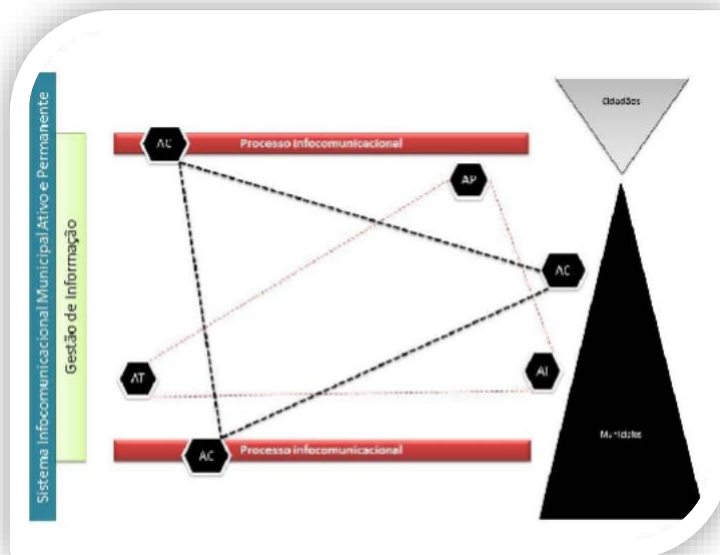 Sistema Infocomunicacional Municipal Ativo e Permanente
Gestão de Informação
Processo Infocomunicacional
AC
AP
AC
AT
AI
AC
Processo Infocomunicacional
Cidadãos
Munícipes